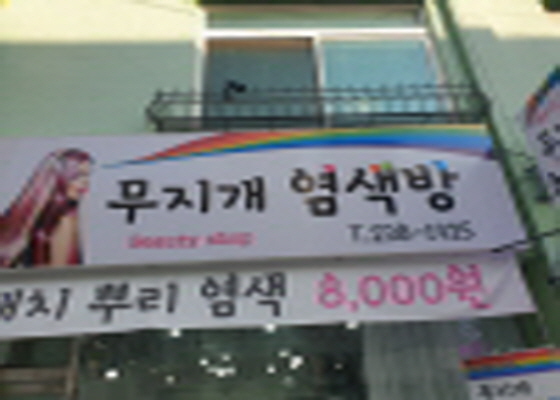 무지개 염색방
Beauty shop
뿌리 염색 8,000원